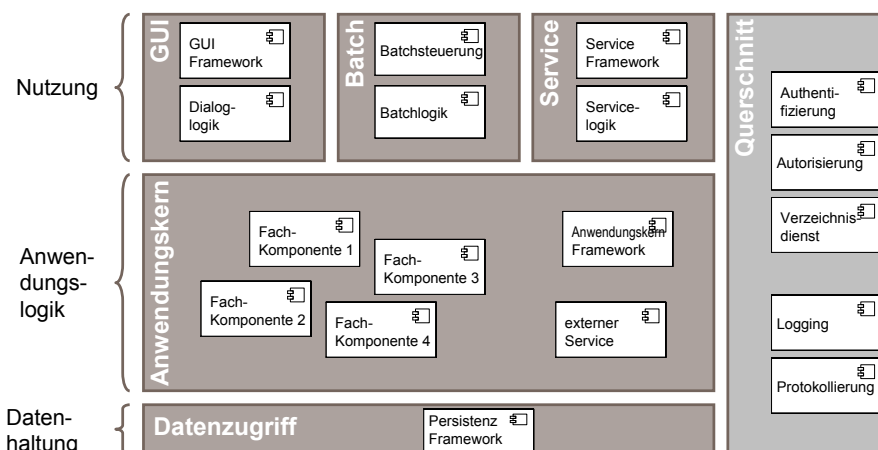 Nutzung
GUI
GUI
Framework
Dialog-
logik
Batch
Batchsteuerung
Batchlogik
Service
Service
Framework
Service-
logik
Anwen-
dungs-
logik
Anwendungskern
Fach-
Komponente 1
Fach-
Komponente 2
Fach-
Komponente 3
Fach-
Komponente 4
Anwendungskern
Framework
externer
Service
Daten-
haltung
Datenzugriff
Persistenz
Framework
Querschnitt
Authenti-
fizierung
Autorisierung
Verzeichnis
dienst
Logging
Protokollierung